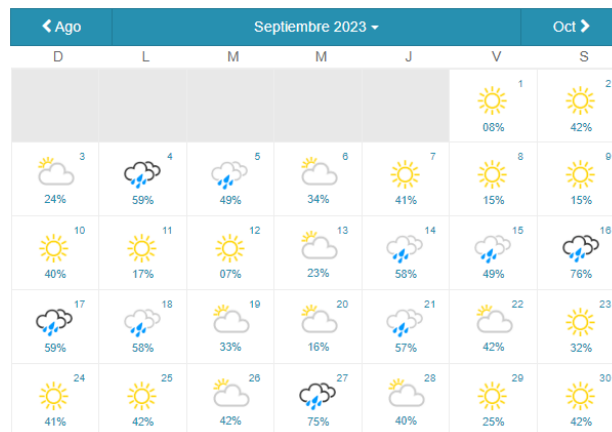 Ago Septiembre 2023 Oct
D L M M J V S
1 2
08% 42%
3 4 5 6 7 8 9
24% 59% 49% 34% 41% 15% 15%
10 11 12 13 14 15 16
40% 17% 07% 23% 58% 49% 76%
17 18 19 20 21 22 23
59% 58% 33% 16% 57% 42% 32%
24 25 26 27 28 29 30
41% 42% 42% 75% 40% 25% 42%